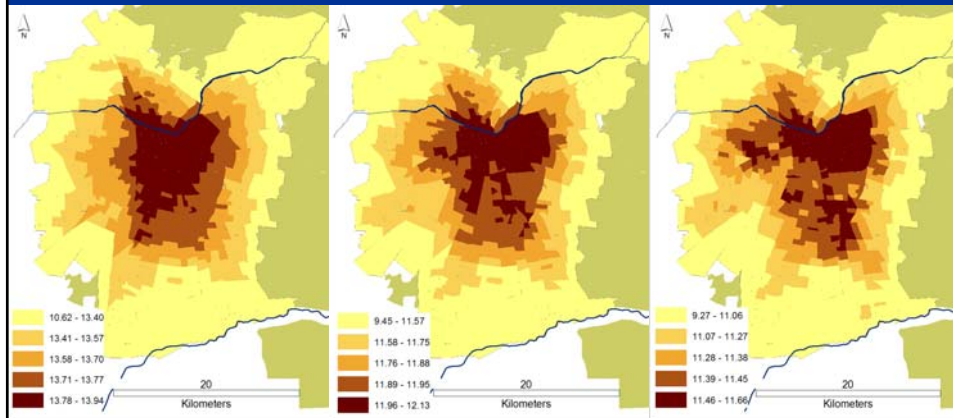 N
10.62 - 13.40
13.41 - 13.57
13.58 - 13.70
13.71 - 13.77
13.78 - 13.94
20
Kilometers
N
9.45 - 11.57
11.58 - 11.75
11.76 - 11.88
11.89 - 11.95
11.96 - 12.13
20
Kilometers
N
9.27 - 11.06
11.07 - 11.27
11.28 - 11.38
11.39 - 11.45
11.46 - 11.66
20
Kilometers